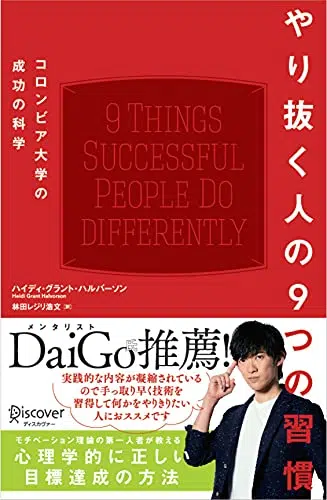 やり抜く人の9つの習慣
コロンビア大学の
成功の科学
9 THINGS
SUCCESSFUL
PEOPLE DO
DIFFERENTLY
ハイディ・グラント・ハルバーソン
Heidi Grant Halvorson
林田レジリ浩文[訳]
メンタリスト
DaiGo氏推薦!
実践的な内容が凝縮されている
ので手っ取り早く技術を
習得して何かをやりきりたい
人におススメです
Discover
ディスカヴァー
モチベーション理論の第一人者が教える
心理学的に正しい
目標達成の方法